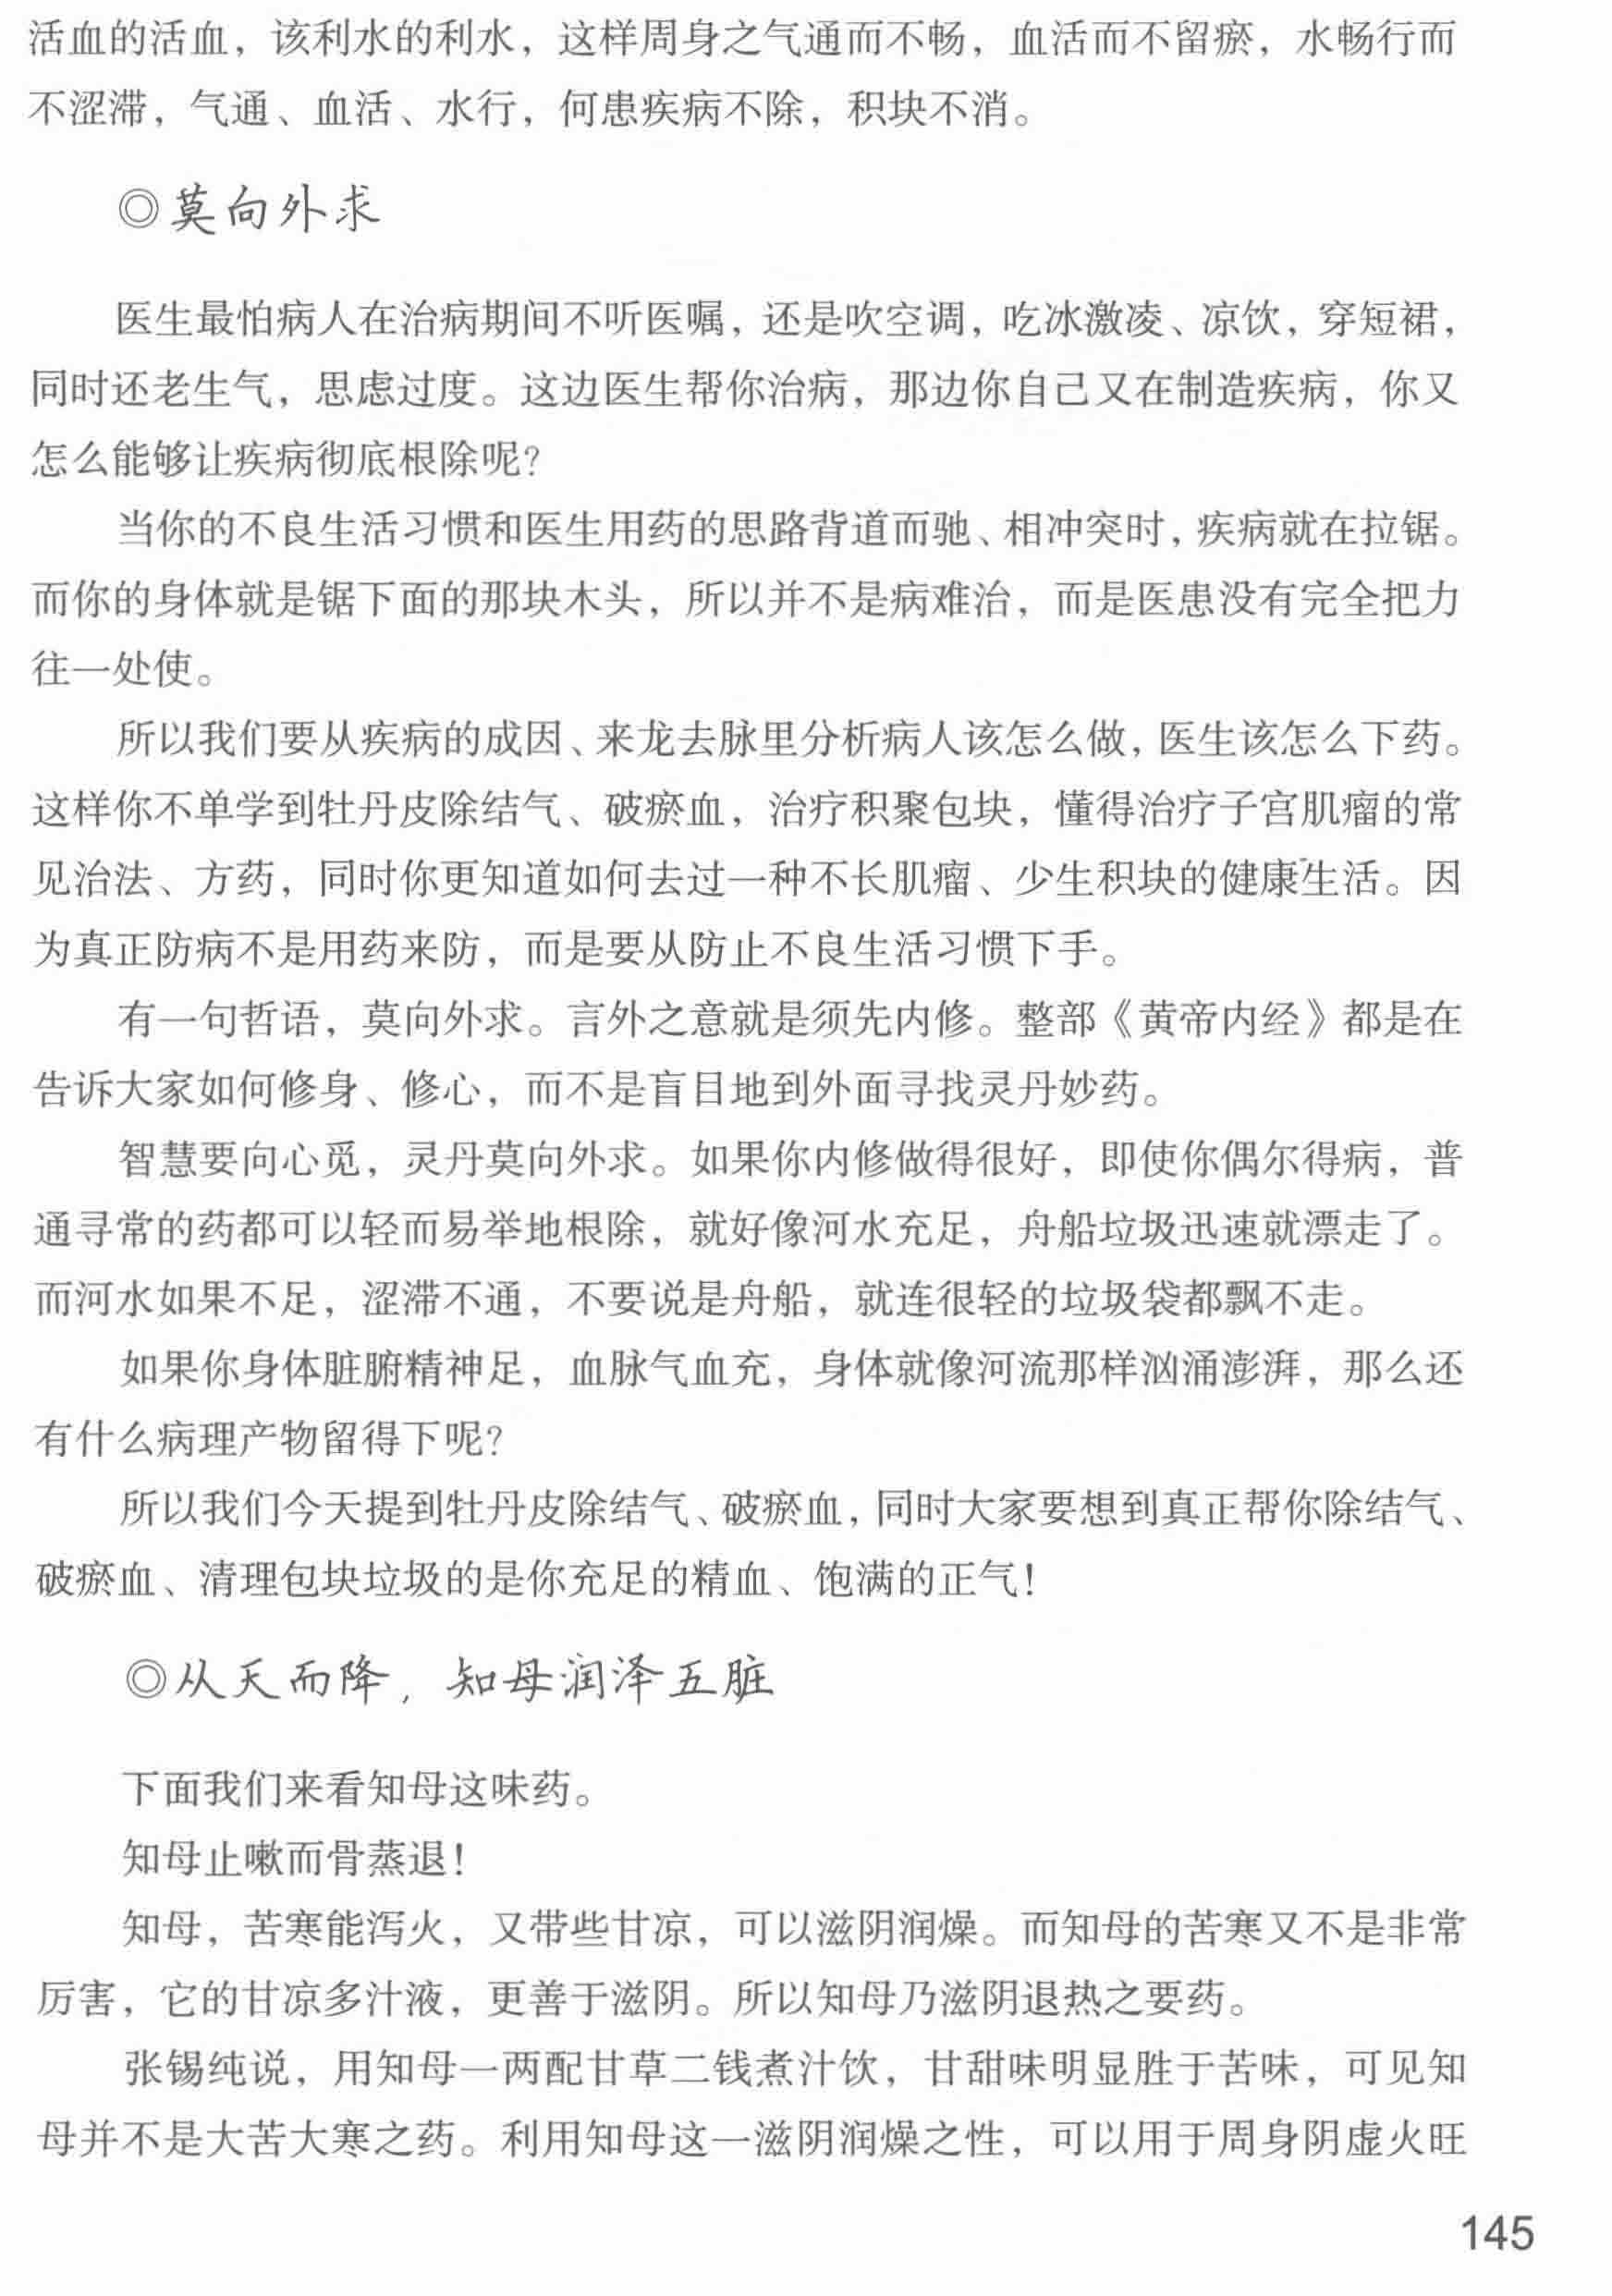 活血的活血，该利水的利水，这样周身之气通而不畅，血活而不留瘀，水畅行而
不涩滞，气通、血活、水行，何患疾病不除，积块不消。
◎莫向外求
医生最怕病人在治病期间不听医嘱，还是吹空调，吃冰激凌、凉饮，穿短裙，
同时还老生气，思虑过度。这边医生帮你治病，那边你自己又在制造疾病，你又
怎么能够让疾病彻底根除呢？
当你的不良生活习惯和医生用药的思路背道而驰、相冲突时，疾病就在拉锯。
而你的身体就是锯下面的那块木头，所以并不是病难治，而是医患没有完全把力
往一处使。
所以我们要从疾病的成因、来龙去脉里分析病人该怎么做，医生该怎么下药。
这样你不单学到牡丹皮除结气、破瘀血，治疗积聚包块，懂得治疗子宫肌瘤的常
见治法、方药，同时你更知道如何去过一种不长肌瘤、少生积块的健康生活。因
为真正防病不是用药来防，而是要从防止不良生活习惯下手。
有一句哲语，莫向外求。言外之意就是须先内修。整部《黄帝内经》都是在
告诉大家如何修身、修心，而不是盲目地到外面寻找灵丹妙药。
智慧要向心觅，灵丹莫向外求。如果你内修做得很好，即使你偶尔得病，普
通寻常的药都可以轻而易举地根除，就好像河水充足，舟船垃圾迅速就漂走了。
而河水如果不足，涩滞不通，不要说是舟船，就连很轻的垃圾袋都飘不走。
如果你身体脏腑精神足，血脉气血充，身体就像河流那样汹涌澎湃，那么还
有什么病理产物留得下呢？
所以我们今天提到牡丹皮除结气、破瘀血，同时大家要想到真正帮你除结气、
破瘀血、清理包块垃圾的是你充足的精血、饱满的正气！
◎从天而降，知母润泽五脏
下面我们来看知母这味药。
知母止嗽而骨蒸退！
知母，苦寒能泻火，又带些甘凉，可以滋阴润燥。而知母的苦寒又不是非常
厉害，它的甘凉多汁液，更善于滋阴。所以知母乃滋阴退热之要药。
张锡纯说，用知母一两配甘草二钱煮汁饮，甘甜味明显胜于苦味，可见知
母并不是大苦大寒之药。利用知母这一滋阴润燥之性，可以用于周身阴虚火旺
145